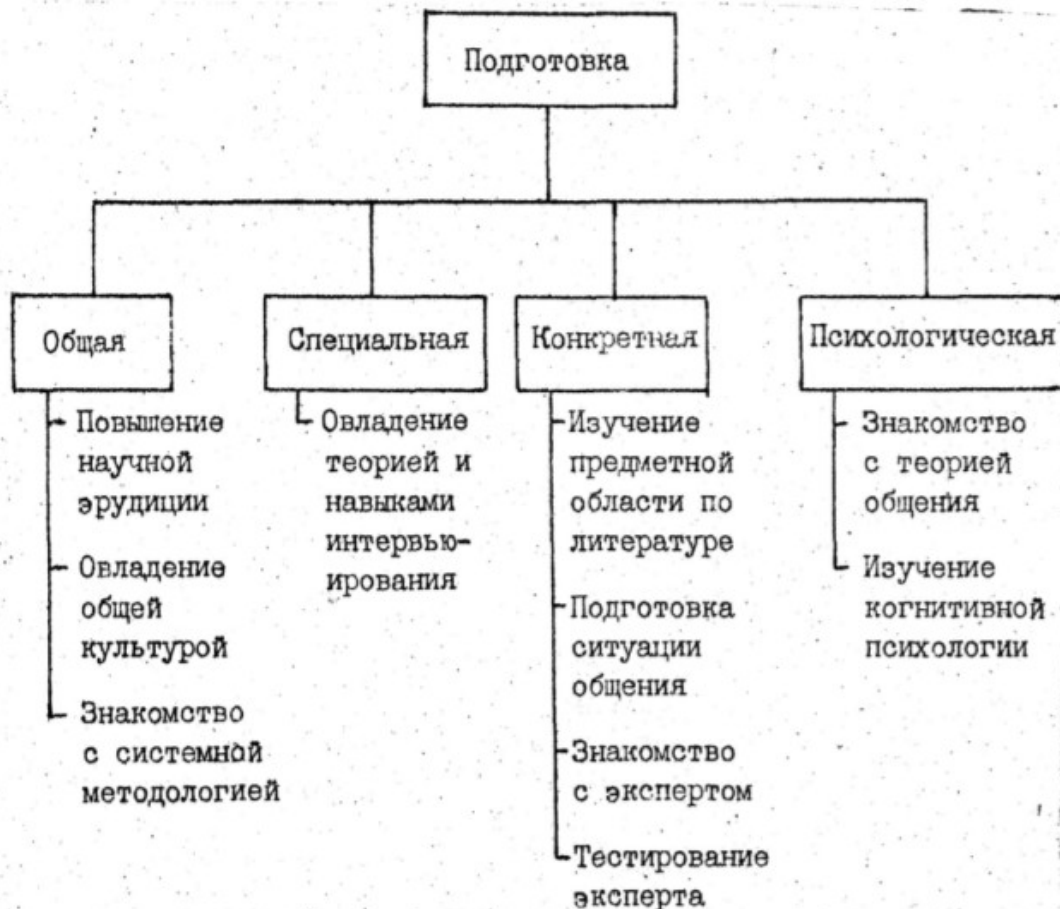 Подготовка
Общая
Повышение
научной
эрудиции
Овладение
общей
культурой
Знакомство
с системной
методологией
Специальная
Овладение
теорией и
навыками
интервью-
ирования
Конкретная
Изучение
предметной
области по
литературе
Подготовка
ситуации
общения
Знакомство
с экспертом
Тестирование
эксперта
Психологическая
Знакомство
с теорией
общения
Изучение
когнитивной
психологии